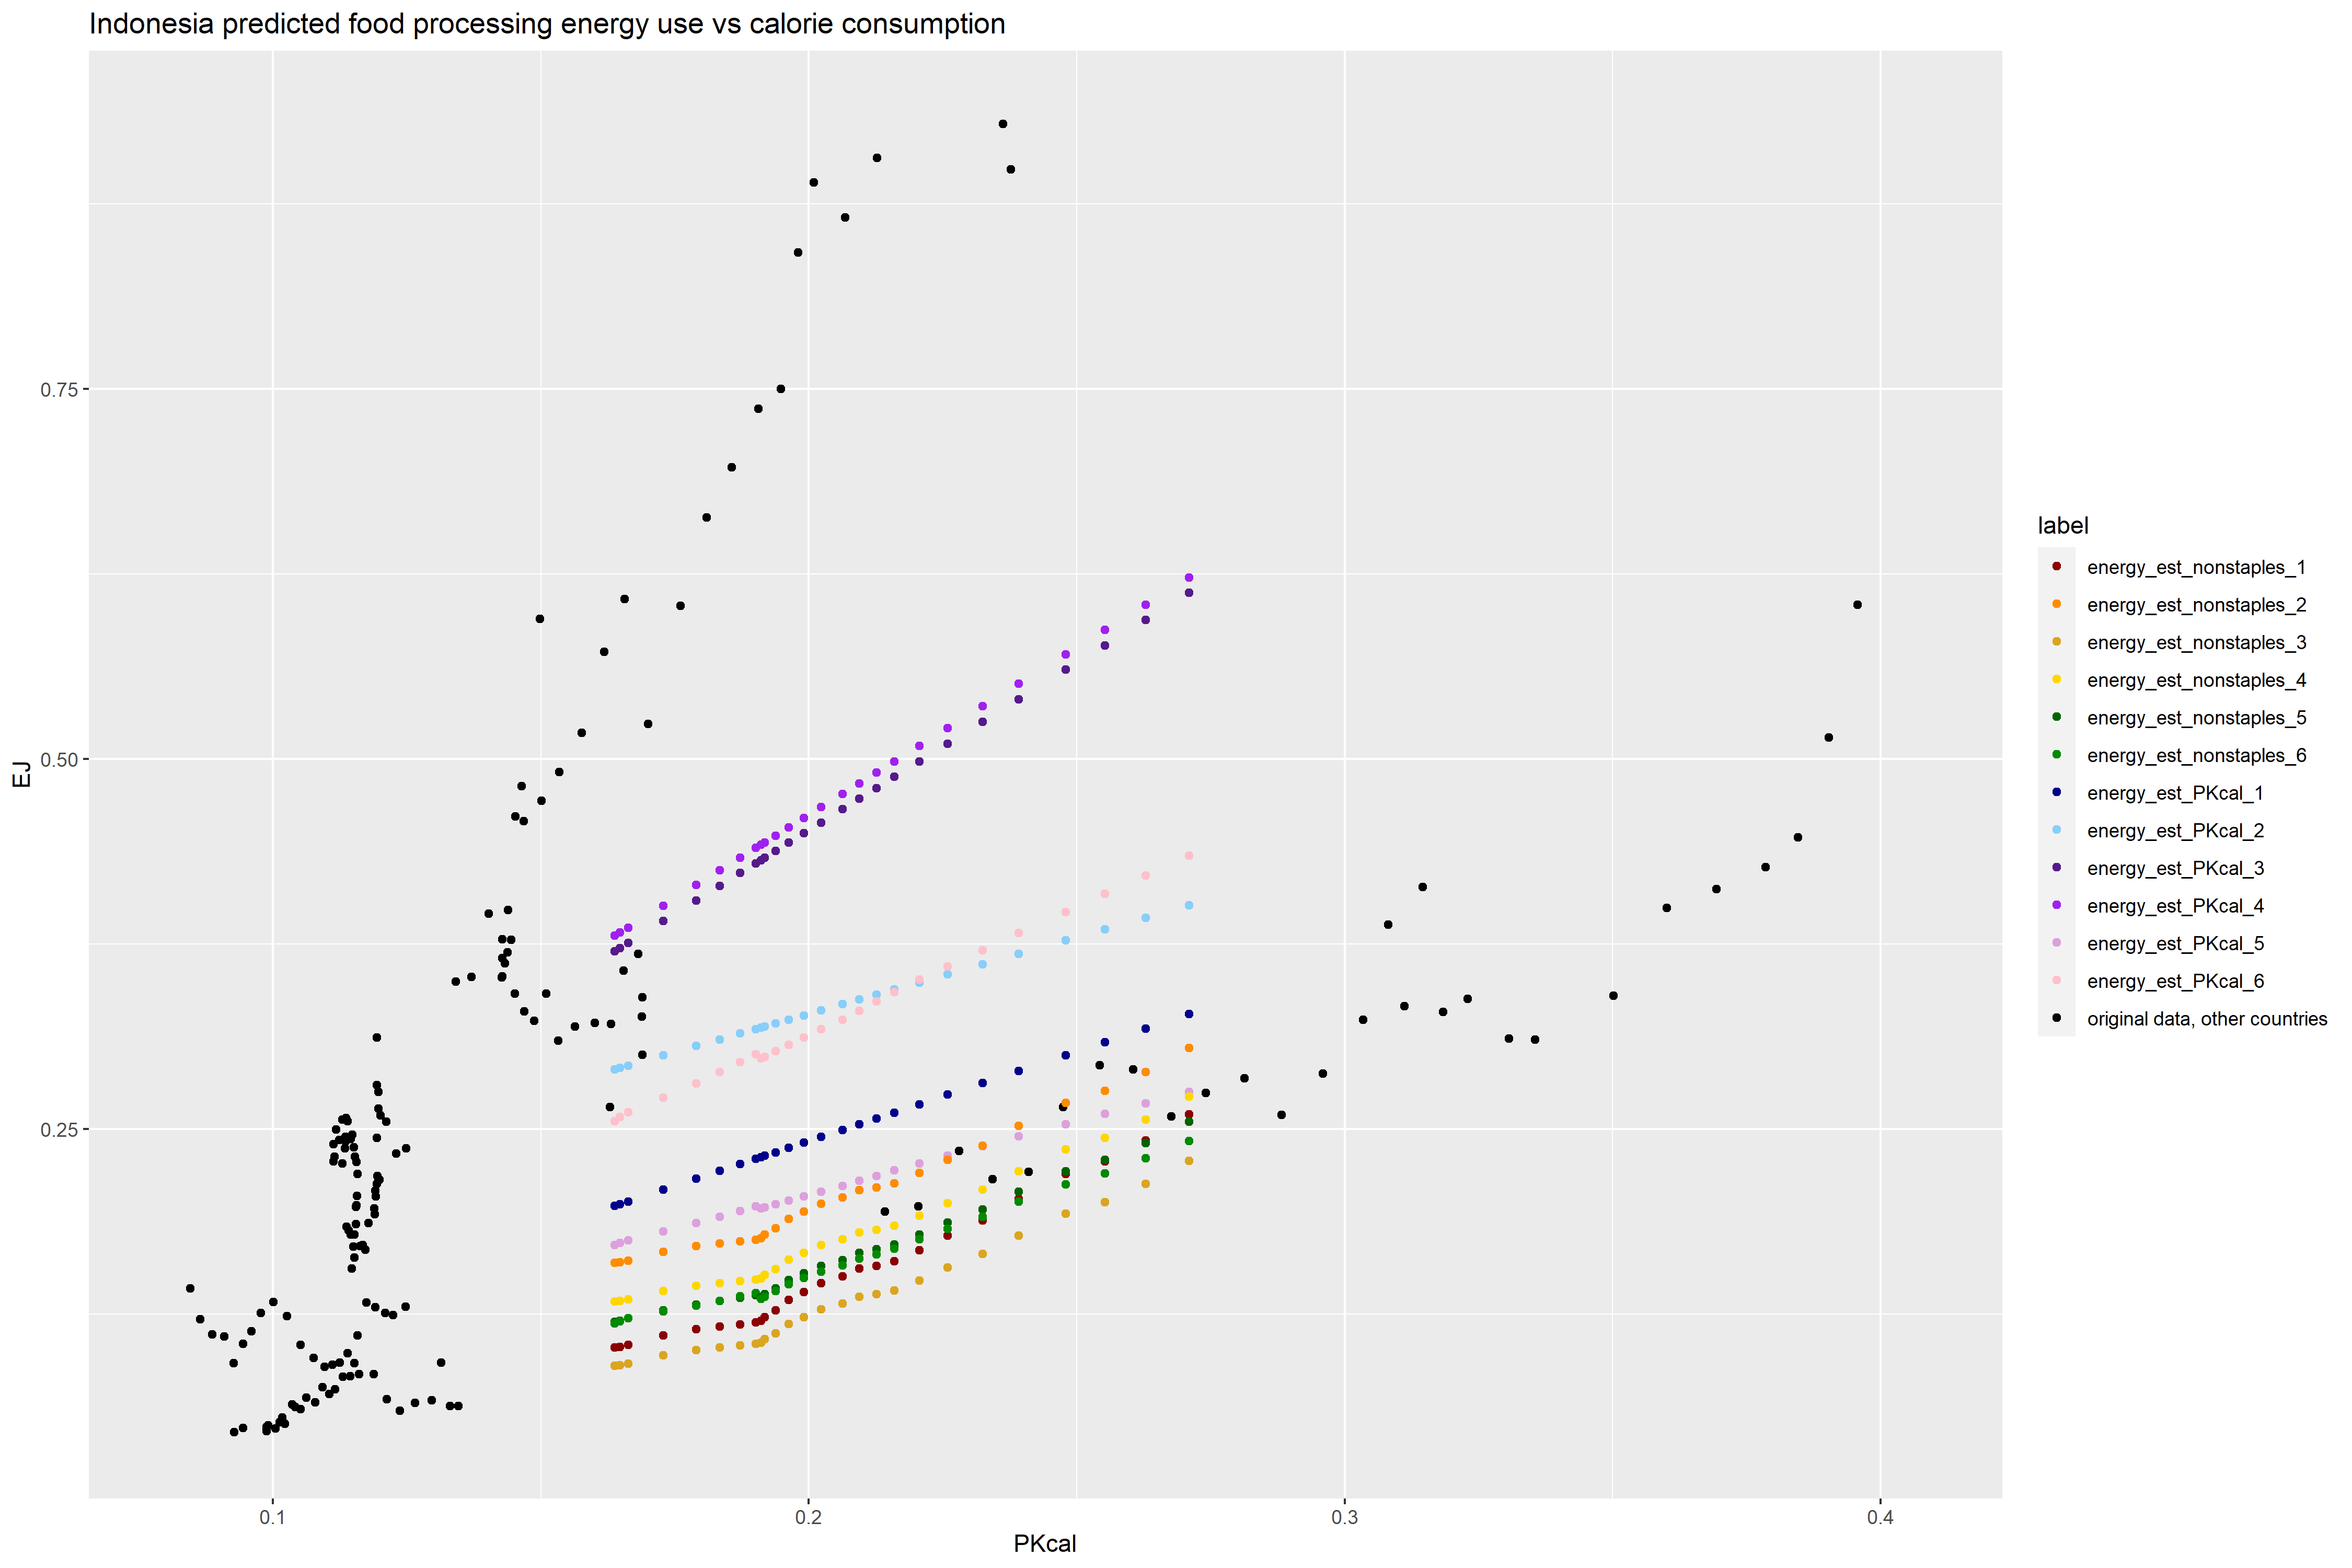 Indonesia predicted food processing energy use vs calorie consumption
EJ
0.75
0.50
0.25
0.1
0.2
0.3
0.4
PKcal
label
energy_est_nonstaples_1
energy_est_nonstaples_2
energy_est_nonstaples_3
energy_est_nonstaples_4
energy_est_nonstaples_5
energy_est_nonstaples_6
energy_est_PKcal_1
energy_est_PKcal_2
energy_est_PKcal_3
energy_est_PKcal_4
energy_est_PKcal_5
energy_est_PKcal_6
original data, other countries